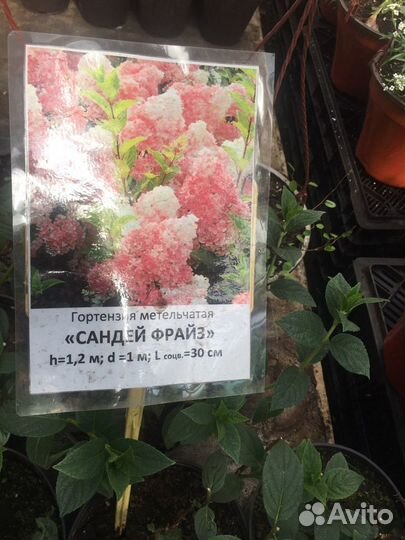 Гортензия метельчатая
«САНДЕЙ ФРАЙЗ»
h=1,2 м; d =1 м; L соцв.=30 см
Avito